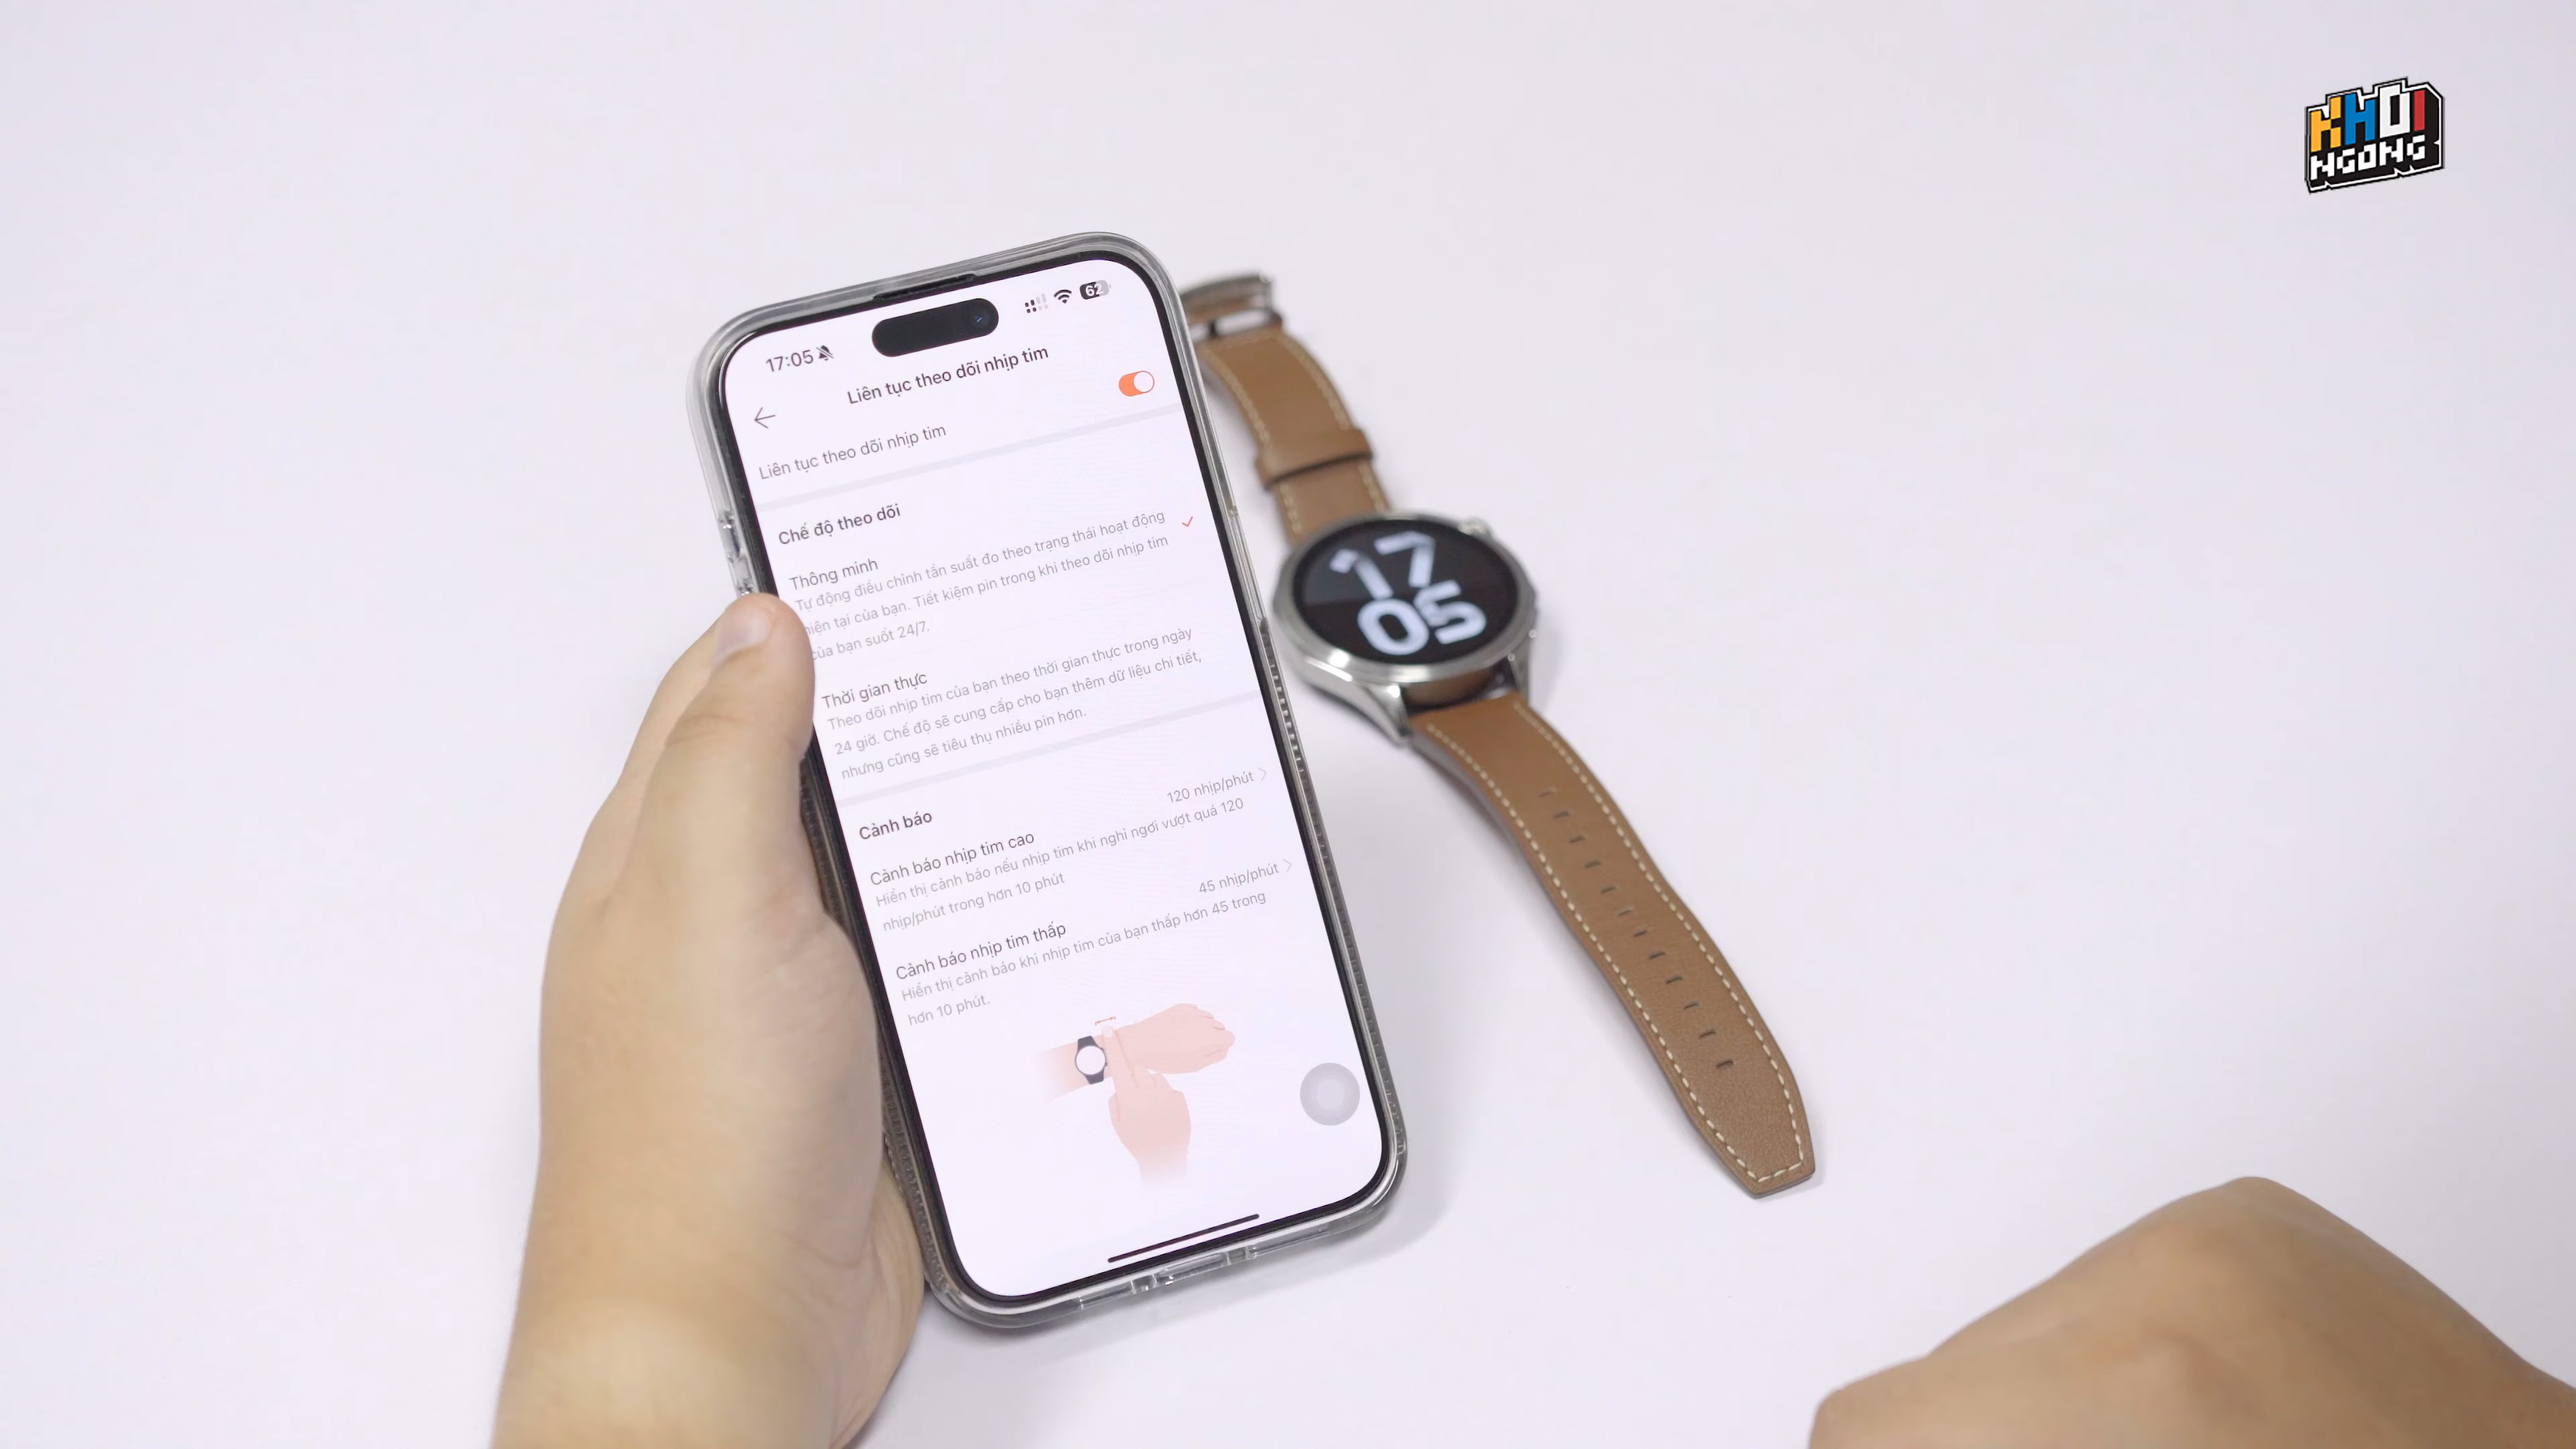 KHOI
NGONG
17:05
62
Liên tục theo dõi nhịp tim
Liên tục theo dõi nhịp tim
Chế độ theo dõi
Thông minh
Tự động điều chỉnh tần suất đo theo trạng thái hoạt động
hiện tại của bạn. Tiết kiệm pin trong khi theo dõi nhịp tim
của bạn suốt 24/7.
Thời gian thực
Theo dõi nhịp tim của bạn theo thời gian thực trong ngày
24 giờ. Chế độ sẽ cung cấp cho bạn thêm dữ liệu chi tiết,
nhưng cũng sẽ tiêu thụ nhiều pin hơn.
Cảnh báo
Cảnh báo nhịp tim cao
120 nhịp/phút
Hiển thị cảnh báo nếu nhịp tim khi nghỉ ngơi vượt quá 120
nhịp/phút trong hơn 10 phút
Cảnh báo nhịp tim thấp
45 nhịp/phút
Hiển thị cảnh báo khi nhịp tim của bạn thấp hơn 45 trong
hơn 10 phút.
17
05